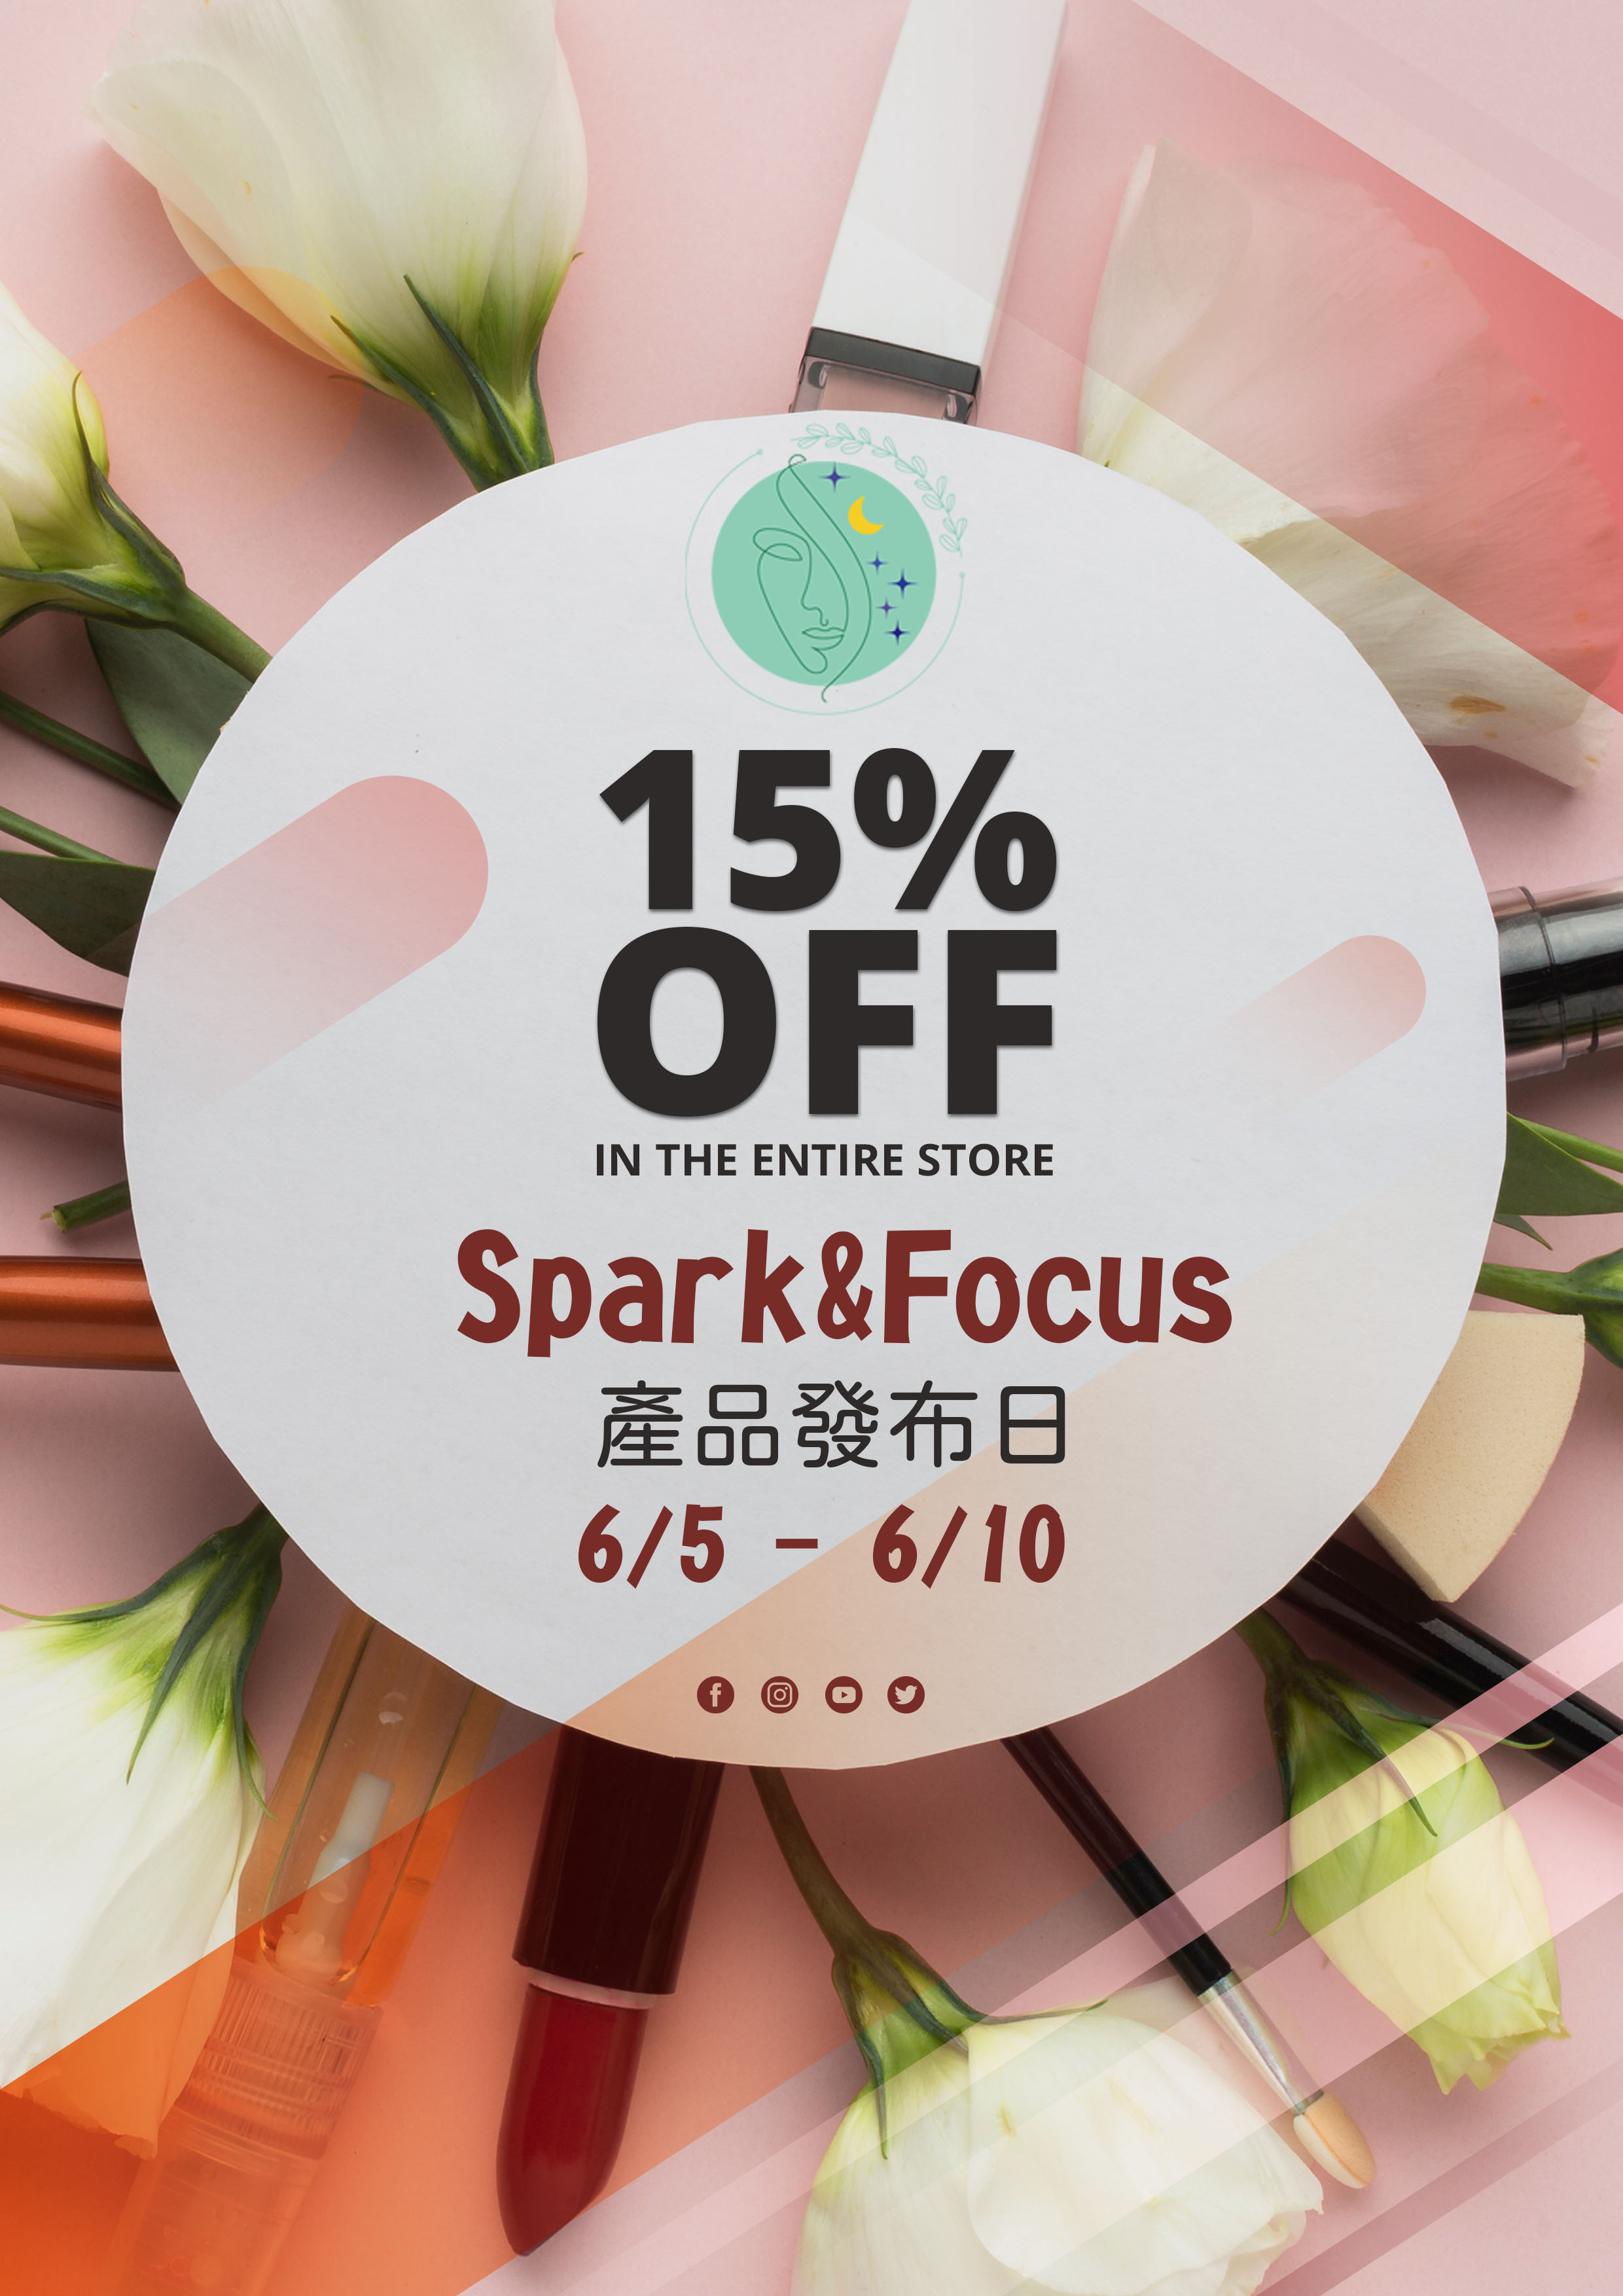 15%
OFF
IN THE ENTIRE STORE
Spark&Focus
產品發布日
6/5 - 6/10